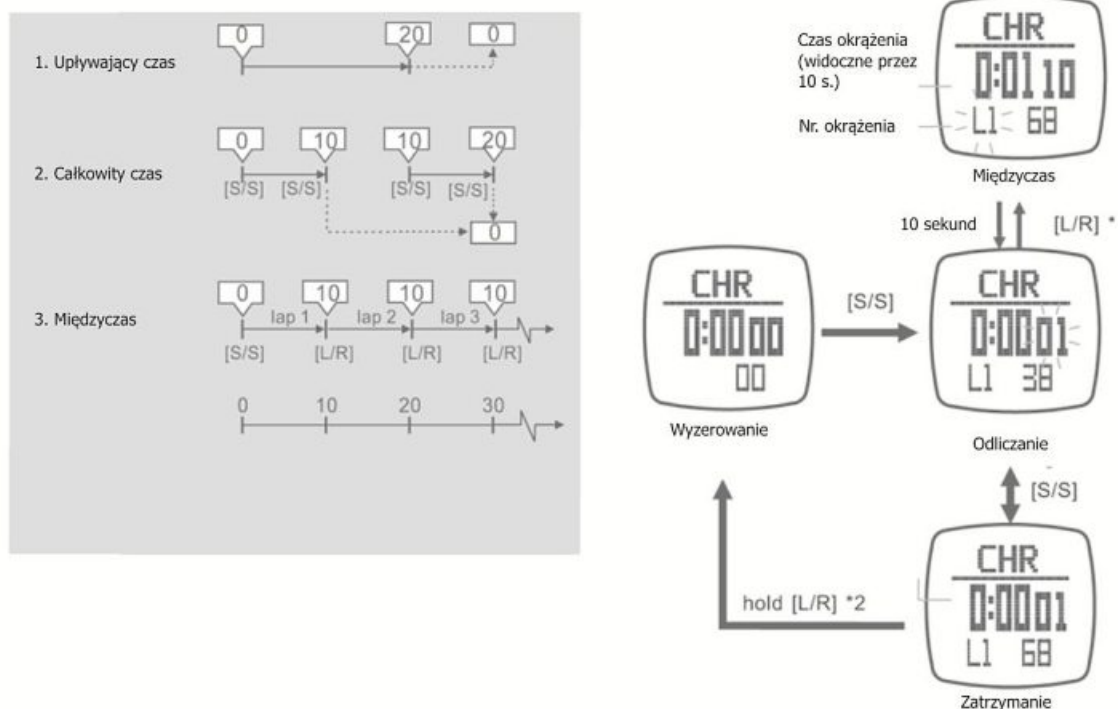 1. Upływający czas
0
20
0
2. Całkowity czas
0
10
10
20
[S/S]
[S/S]
[S/S]
[S/S]
0
3. Międzyczas
0
10
10
10
lap 1
lap 2
lap 3
[S/S]
[L/R]
[L/R]
[L/R]
0
10
20
30
Czas okrążenia
(widoczne przez
10 s.)
Nr. okrążenia
CHR
0:01 10
L1 68
Międzyczas
10 sekund
[L/R] *
CHR
0:00 00
00
Wyzerowanie
[S/S]
CHR
0:00 01
L1 38
Odliczanie
[S/S]
hold [L/R] *2
CHR
0:00 01
L1 68
Zatrzymanie